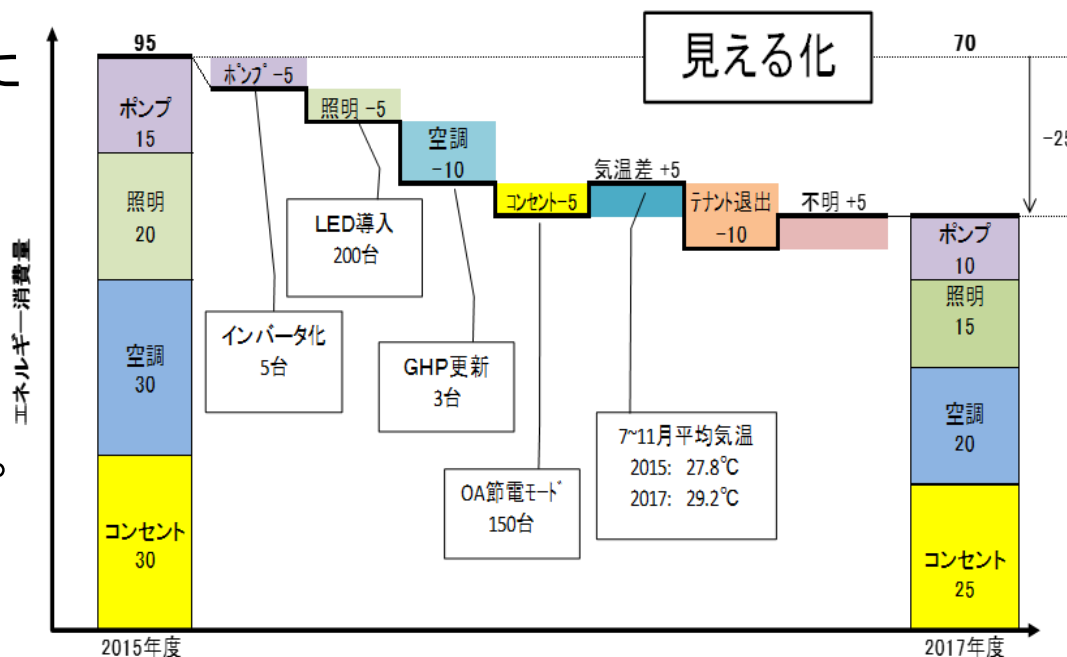 に
。
見える化
エネルギー消費量
95
ポンプ
15
照明
20
空調
30
コンセント
30
2015年度
ポンプ -5
照明 -5
空調
-10
コンセント-5
気温差 +5
テナント退出
-10
不明 +5
インバータ化
5台
LED導入
200台
GHP更新
3台
OA節電モード
150台
7~11月平均気温
2015: 27.8℃
2017: 29.2℃
70
-25
ポンプ
10
照明
15
空調
20
コンセント
25
2017年度